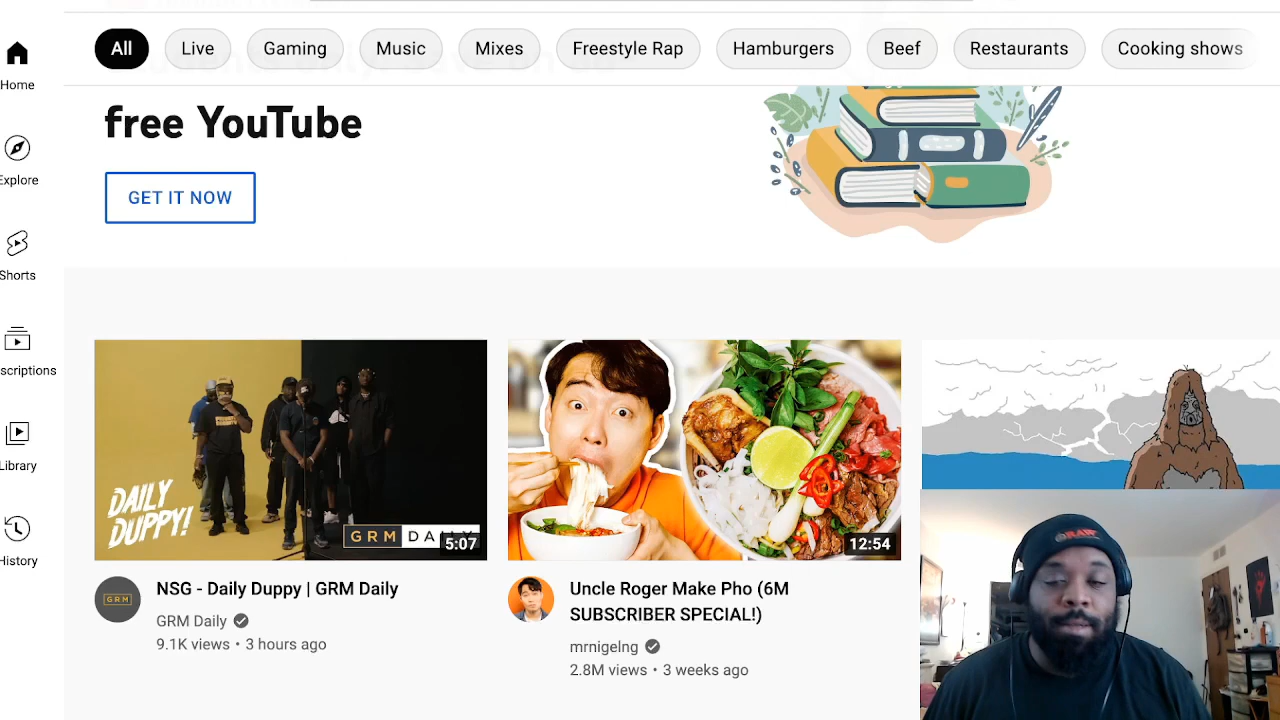 All
Live
Gaming
Music
Mixes
Freestyle Rap
Hamburgers
Beef
Restaurants
Cooking shows
Home
Explore
Shorts
scriptions
Library
History
free YouTube
GET IT NOW
DAILY
DUPPY!
GRM DAILY
5:07
NSG - Daily Duppy | GRM Daily
GRM Daily
9.1K views • 3 hours ago
12:54
Uncle Roger Make Pho (6M
SUBSCRIBER SPECIAL!)
mrnigelng
2.8M views • 3 weeks ago
GRM
RAW